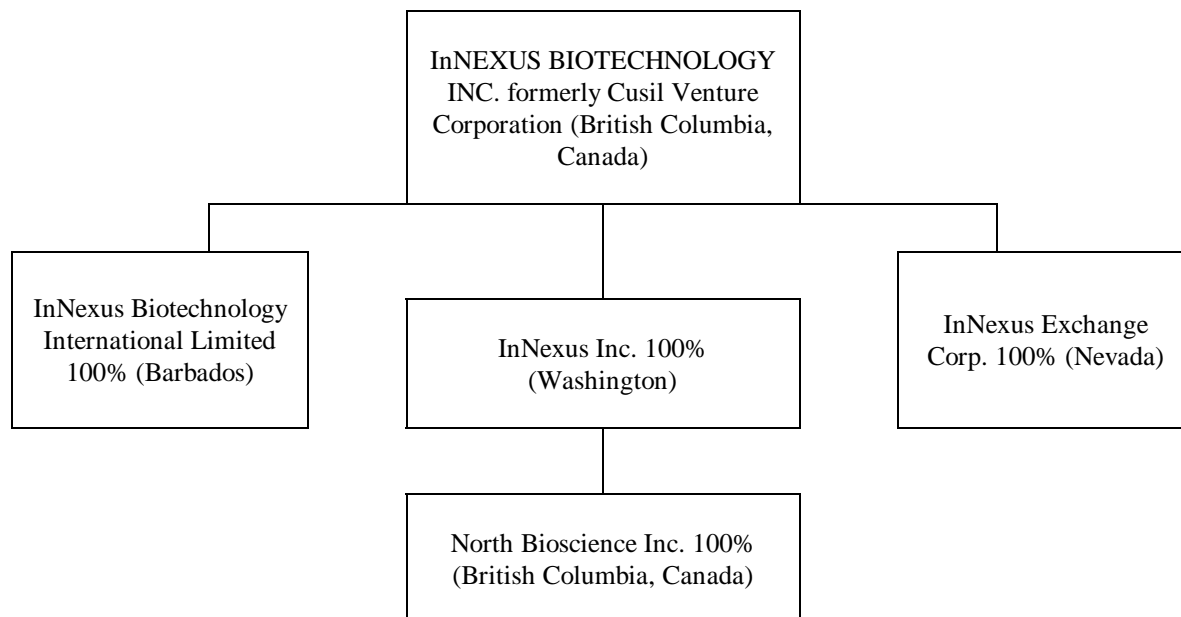 InNEXUS BIOTECHNOLOGY
INC. formerly Cusil Venture
Corporation (British Columbia,
Canada)
InNexus Biotechnology
International Limited
100% (Barbados)
InNexus Inc. 100%
(Washington)
InNexus Exchange
Corp. 100% (Nevada)
North Bioscience Inc. 100%
(British Columbia, Canada)